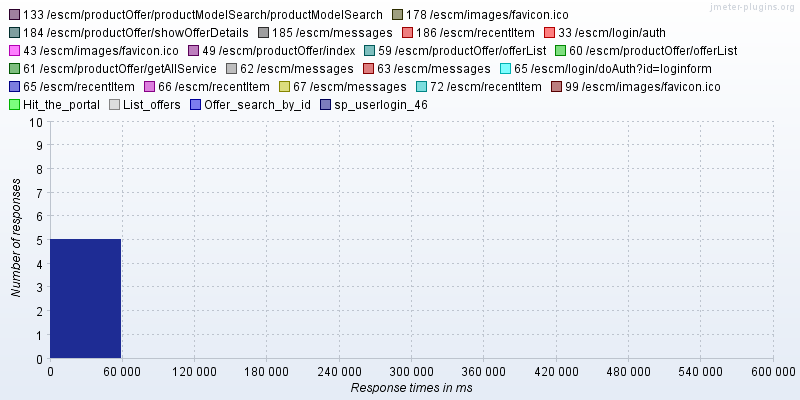 133 /escm/productOffer/productModelSearch/productModelSearch 178 /escm/images/favicon.ico
jmeter-plugins.org
184 /escm/productOffer/showOfferDetails 185 /escm/messages 186 /escm/recentItem 33 /escm/login/auth
43 /escm/images/favicon.ico 49 /escm/productOffer/index 59 /escm/productOffer/offerList 60 /escm/productOffer/offerList
61 /escm/productOffer/getAllService 62 /escm/messages 63 /escm/messages 65 /escm/login/doAuth?id=loginform
65 /escm/recentItem 66 /escm/recentItem 67 /escm/messages 72 /escm/recentItem 99 /escm/images/favicon.ico
Hit_the_portal List_offers Offer_search_by_id sp_userlogin_46
Number of responses
10
9
8
7
6
5
4
3
2
1
0
0 60 000 120 000 180 000 240 000 300 000 360 000 420 000 480 000 540 000 600 000
Response times in ms